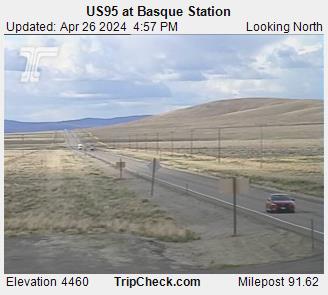 US95 at Basque Station
Updated: Apr 26 2024 4:57 PM Looking North
Elevation 4460 TripCheck.com Milepost 91.62